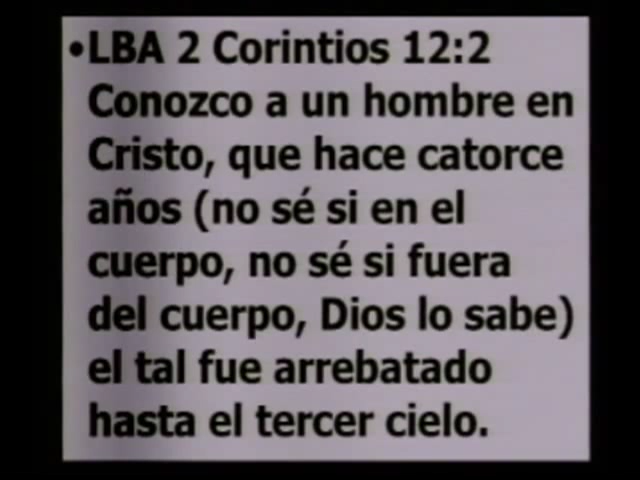 •LBA 2 Corintios 12:2
Conozco a un hombre en
Cristo, que hace catorce
años (no sé si en el
cuerpo, no sé si fuera
del cuerpo, Dios lo sabe)
el tal fue arrebatado
hasta el tercer cielo.